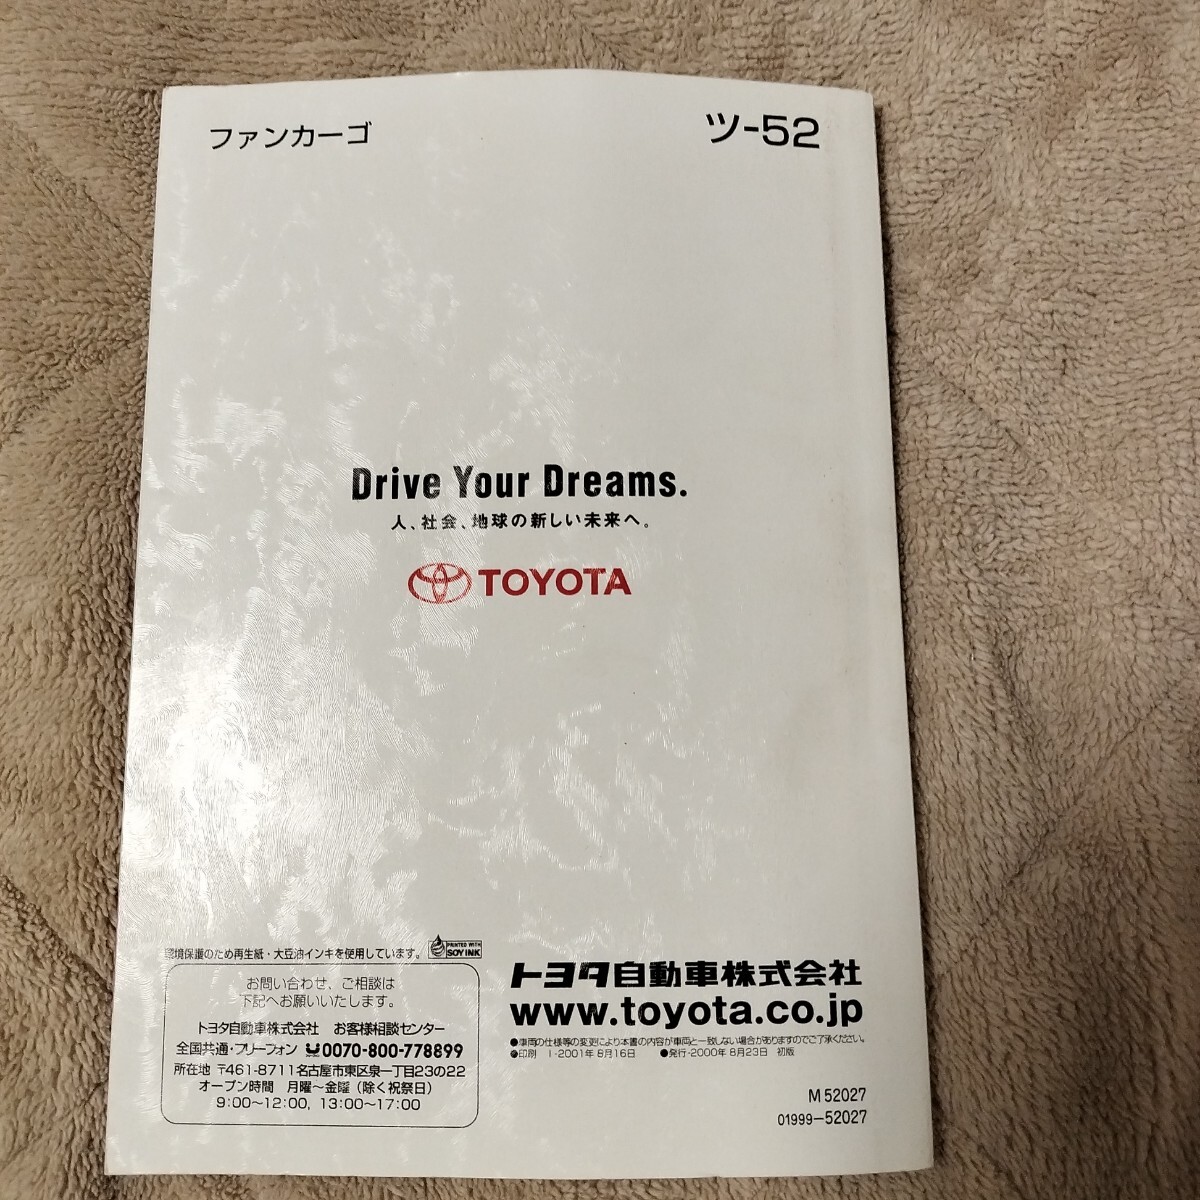 ファンカーゴ
ツ-52
Drive Your Dreams.
人、社会、地球の新しい未来へ。
TOYOTA
環境保護のため再生紙・大豆油インキを使用しています。
PRINTED WITH
SOY INK
お問い合わせ、ご相談は
下記へお願いいたします。
トヨタ自動車株式会社 お客様相談センター
全国共通・フリーフォン 0070-800-778899
所在地 〒461-8711名古屋市東区泉一丁目23の22
オープン時間 月曜〜金曜（除く祝祭日）
9:00〜12:00, 13:00〜17:00
トヨタ自動車株式会社
www.toyota.co.jp
●車両の仕様等の変更により本書の内容が車両と一致しない場合がありますのでご了承ください。
●印刷 I-2001年8月16日 ●発行-2000年8月23日 初版
M 52027
01999-52027